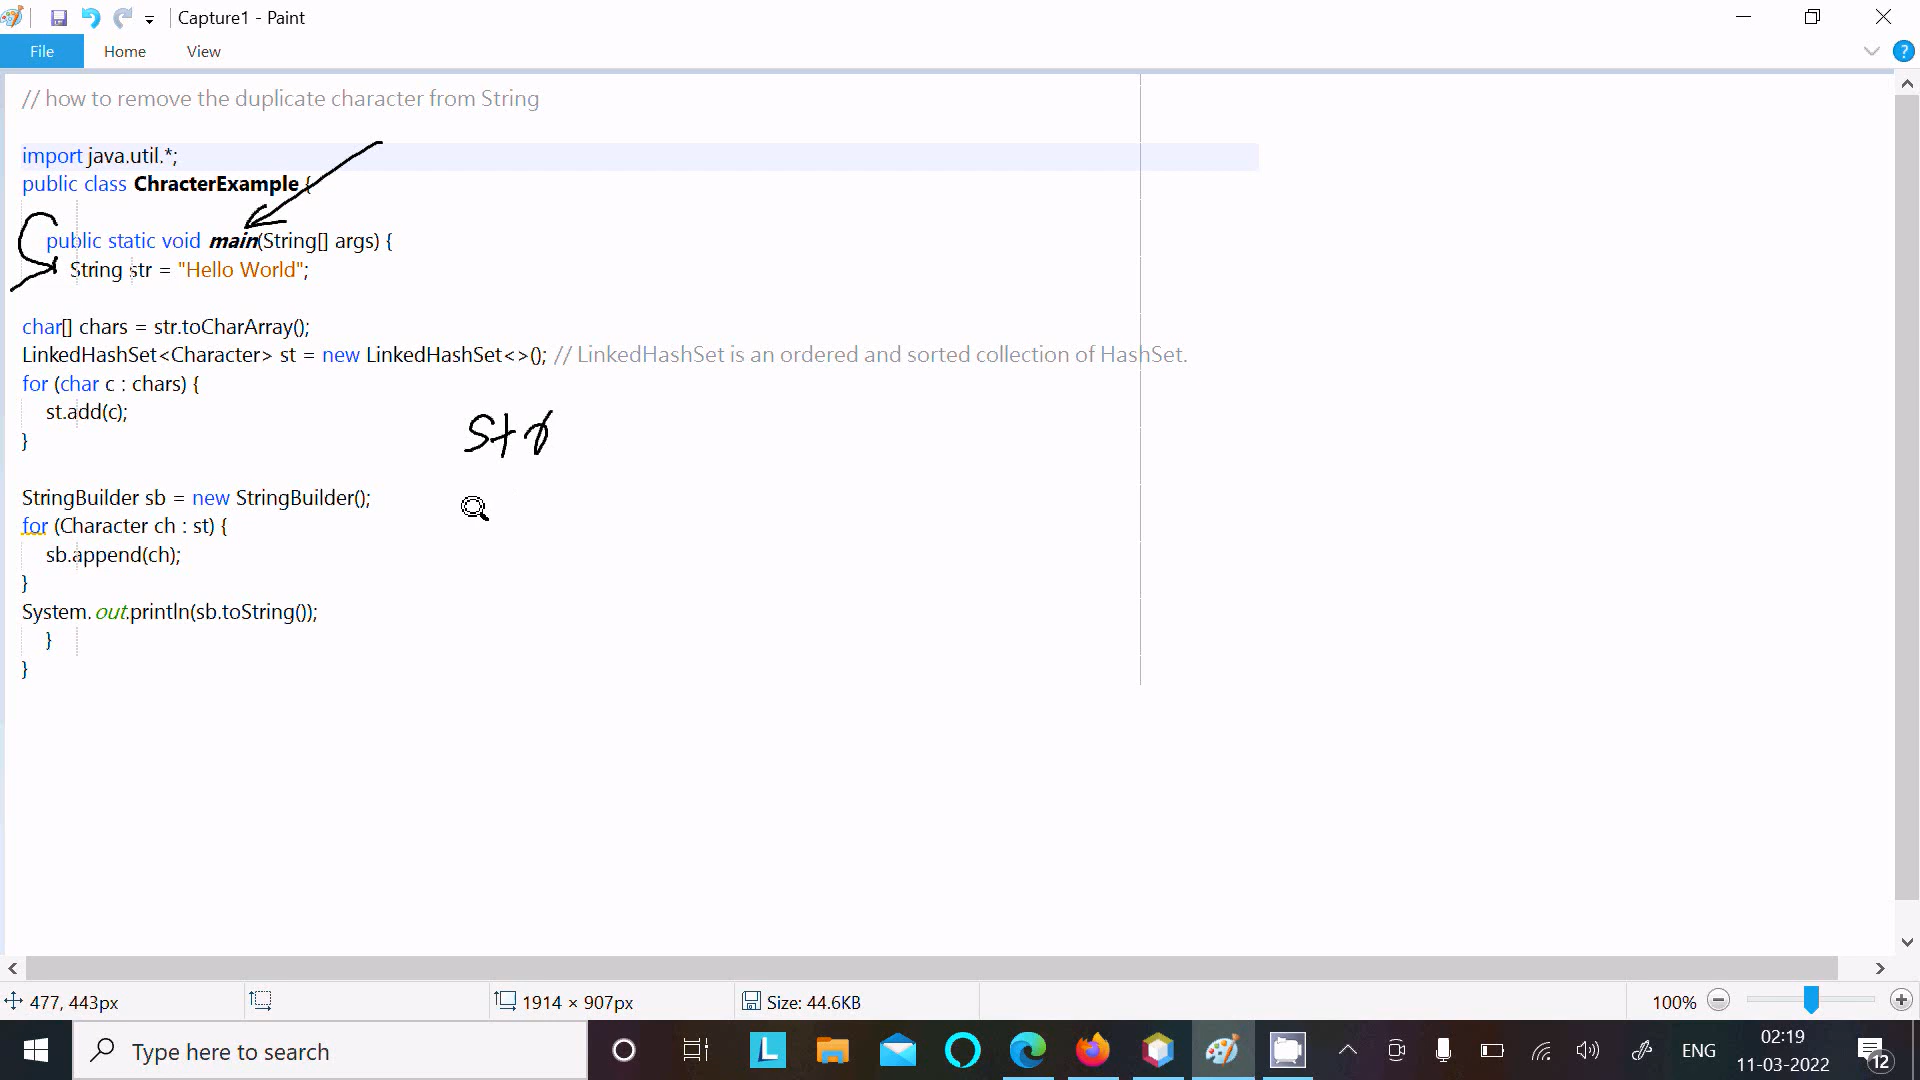 Capture1 - Paint
File Home View
// how to remove the duplicate character from String
import java.util.*;
public class ChracterExample {
public static void main(String[] args) {
String str = "Hello World";
char[] chars = str.toCharArray();
LinkedHashSet<Character> st = new LinkedHashSet<>(); // LinkedHashSet is an ordered and sorted collection of HashSet.
for (char c : chars) {
st.add(c);
}
StringBuilder sb = new StringBuilder();
for (Character ch : st) {
sb.append(ch);
}
System.out.println(sb.toString());
}
}
477, 443px 1914 × 907px Size: 44.6KB 100%
Type here to search
L
ENG
02:19
11-03-2022
12